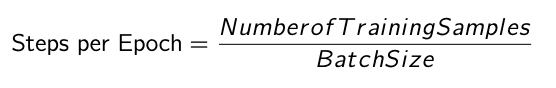 Steps per Epoch = NumberofTrainingSamples / BatchSize